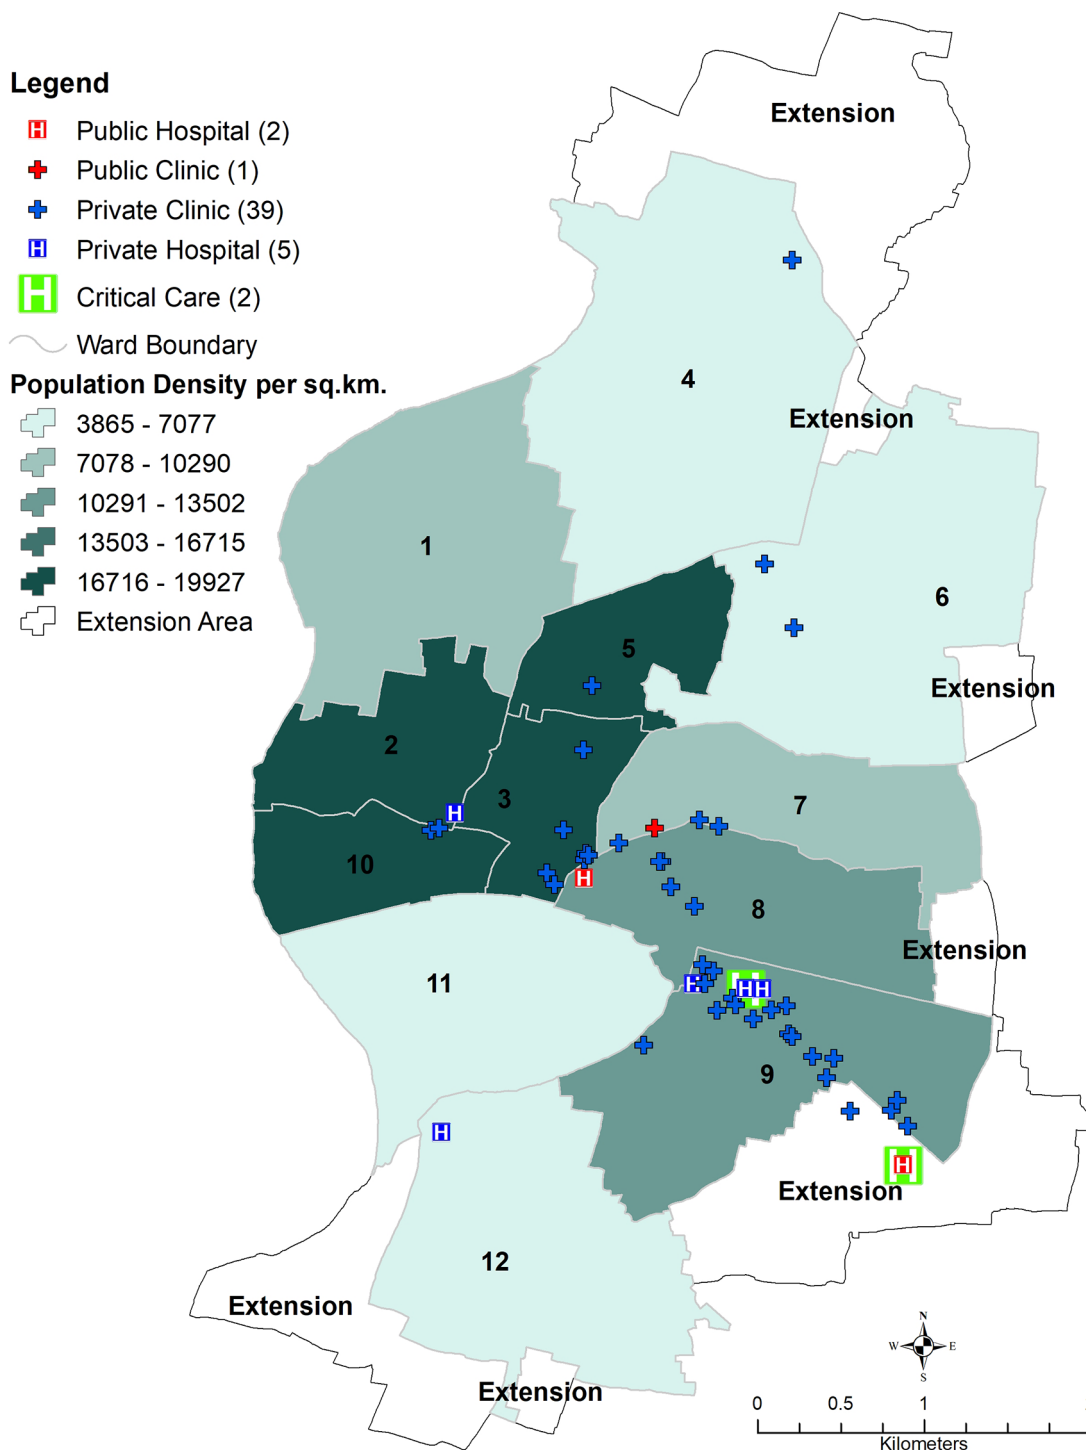 Legend
H Public Hospital (2)
Public Clinic (1)
Private Clinic (39)
H Private Hospital (5)
H Critical Care (2)
Ward Boundary
Population Density per sq.km.
3865 - 7077
7078 - 10290
10291 - 13502
13503 - 16715
16716 - 19927
Extension Area
Extension
4
Extension
1
6
5
Extension
2
3
7
10
H
H
8
Extension
11
H
H H
9
H
H
Extension
12
Extension
Extension
N
W E
S
0 0.5 1
Kilometers